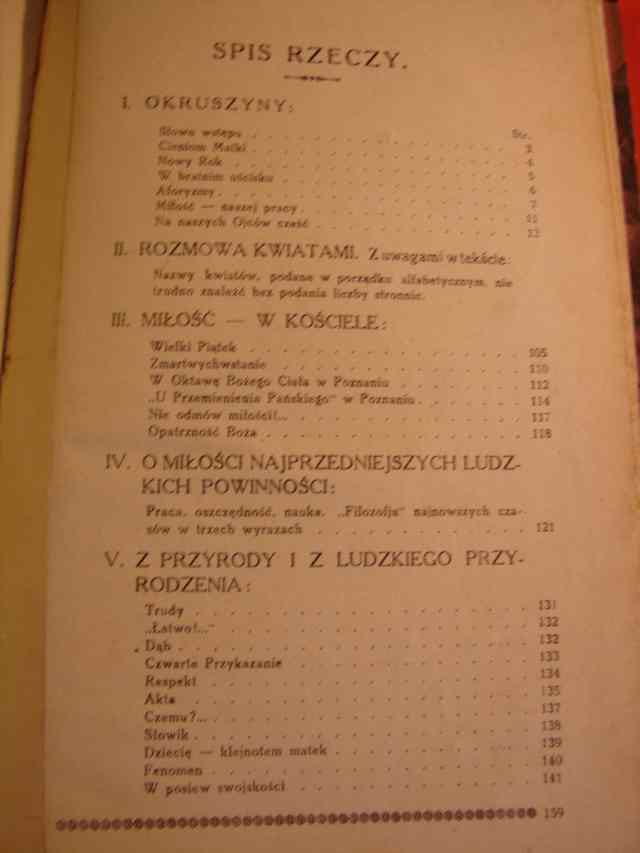 SPIS RZECZY.
I. OKRUSZYNY:
Str.
Słowo wstępu . . . . . . . . . . . . . 3
Cieniom Matki . . . . . . . . . . . . . 4
Nowy Rok . . . . . . . . . . . . . 5
W bratnim uścisku . . . . . . . . . . . . . 6
Aforyzmy . . . . . . . . . . . . . 7
Miłość — naszej pracy . . . . . . . . . . . . .
Na naszych Ojców cześć . . . . . . . . . . . . .
II. ROZMOWA KWIATAMI. Z uwagami w tekście:
Nazwy kwiatów, podane w porządku alfabetycznym, nie
trudno znaleźć bez podania liczby stronnic.
III. MIŁOŚĆ — W KOŚCIELE:
Wielki Piątek . . . . . . . . . . . . . 105
Zmartwychwstanie . . . . . . . . . . . . . 110
W Oktawę Bożego Ciała w Poznaniu . . . . . . . 112
„U Przemienienia Pańskiego" w Poznaniu . . . . . . 114
Nie odmów miłości!... . . . . . . . . . . . . 117
Opatrzność Boża . . . . . . . . . . . . . 118
IV. O MIŁOŚCI NAJPRZEDNIEJSZYCH LUDZ-
KICH POWINNOŚCI:
Praca, oszczędność, nauka. „Filozofja" najnowszych cza-
sów w trzech wyrazach . . . . . . . . . . . 121
V. Z PRZYRODY I Z LUDZKIEGO PRZY-
RODZENIA:
Trudy . . . . . . . . . . . . . 131
„Łatwo!..." . . . . . . . . . . . . . 132
Dąb . . . . . . . . . . . . . 132
Czwarte Przykazanie . . . . . . . . . . . . . 133
Respekt . . . . . . . . . . . . . 134
Akta . . . . . . . . . . . . . 135
Czemu?... . . . . . . . . . . . . . 137
Słowik . . . . . . . . . . . . . 138
Dziecię — klejnotem matek . . . . . . . . . . 139
Fenomen . . . . . . . . . . . . . 140
W posiew swojskości . . . . . . . . . . . . . 141
159